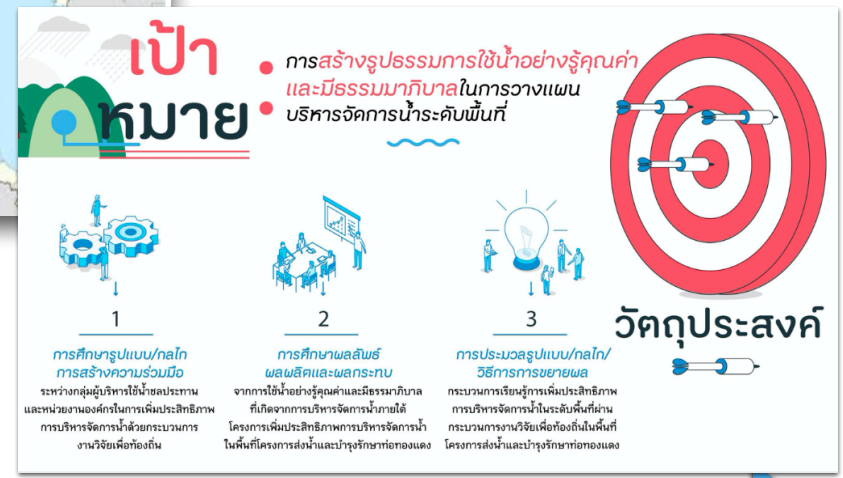 เป้า
หมาย
การสร้างรูปธรรมการใช้น้ำอย่างรู้คุณค่า
และมีธรรมมาภิบาลในการวางแผน
บริหารจัดการน้ำระดับพื้นที่
วัตถุประสงค์
1
การศึกษารูปแบบ/กลไก
การสร้างความร่วมมือ
ระหว่างกลุ่มผู้บริหารใช้น้ำชลประทาน
และหน่วยงานองค์กรในการเพิ่มประสิทธิภาพ
การบริหารจัดการน้ำด้วยกระบวนการ
งานวิจัยเพื่อท้องถิ่น
2
การศึกษาผลลัพธ์
ผลผลิตและผลกระทบ
จากการใช้น้ำอย่างรู้คุณค่าและมีธรรมาภิบาล
ที่เกิดจากการบริหารจัดการน้ำภายใต้
โครงการเพิ่มประสิทธิภาพการบริหารจัดการน้ำ
ในพื้นที่โครงการส่งน้ำและบำรุงรักษาท่อทองแดง
3
การประมวลรูปแบบ/กลไก/
วิธีการการขยายผล
กระบวนการเรียนรู้การเพิ่มประสิทธิภาพ
การบริหารจัดการน้ำในระดับพื้นที่ผ่าน
กระบวนการงานวิจัยเพื่อท้องถิ่นในพื้นที่
โครงการส่งน้ำและบำรุงรักษาท่อทองแดง